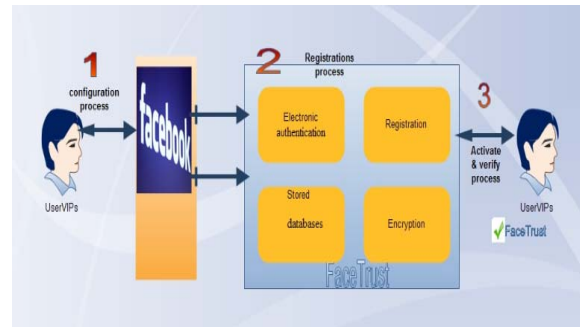 1
configuration
process
UserVIPs
facebook
2
Registrations
process
Electronic
authentication
Registration
Stored
databases
Encryption
FaceTrust
3
Activate
& verify
process
UserVIPs
FaceTrust